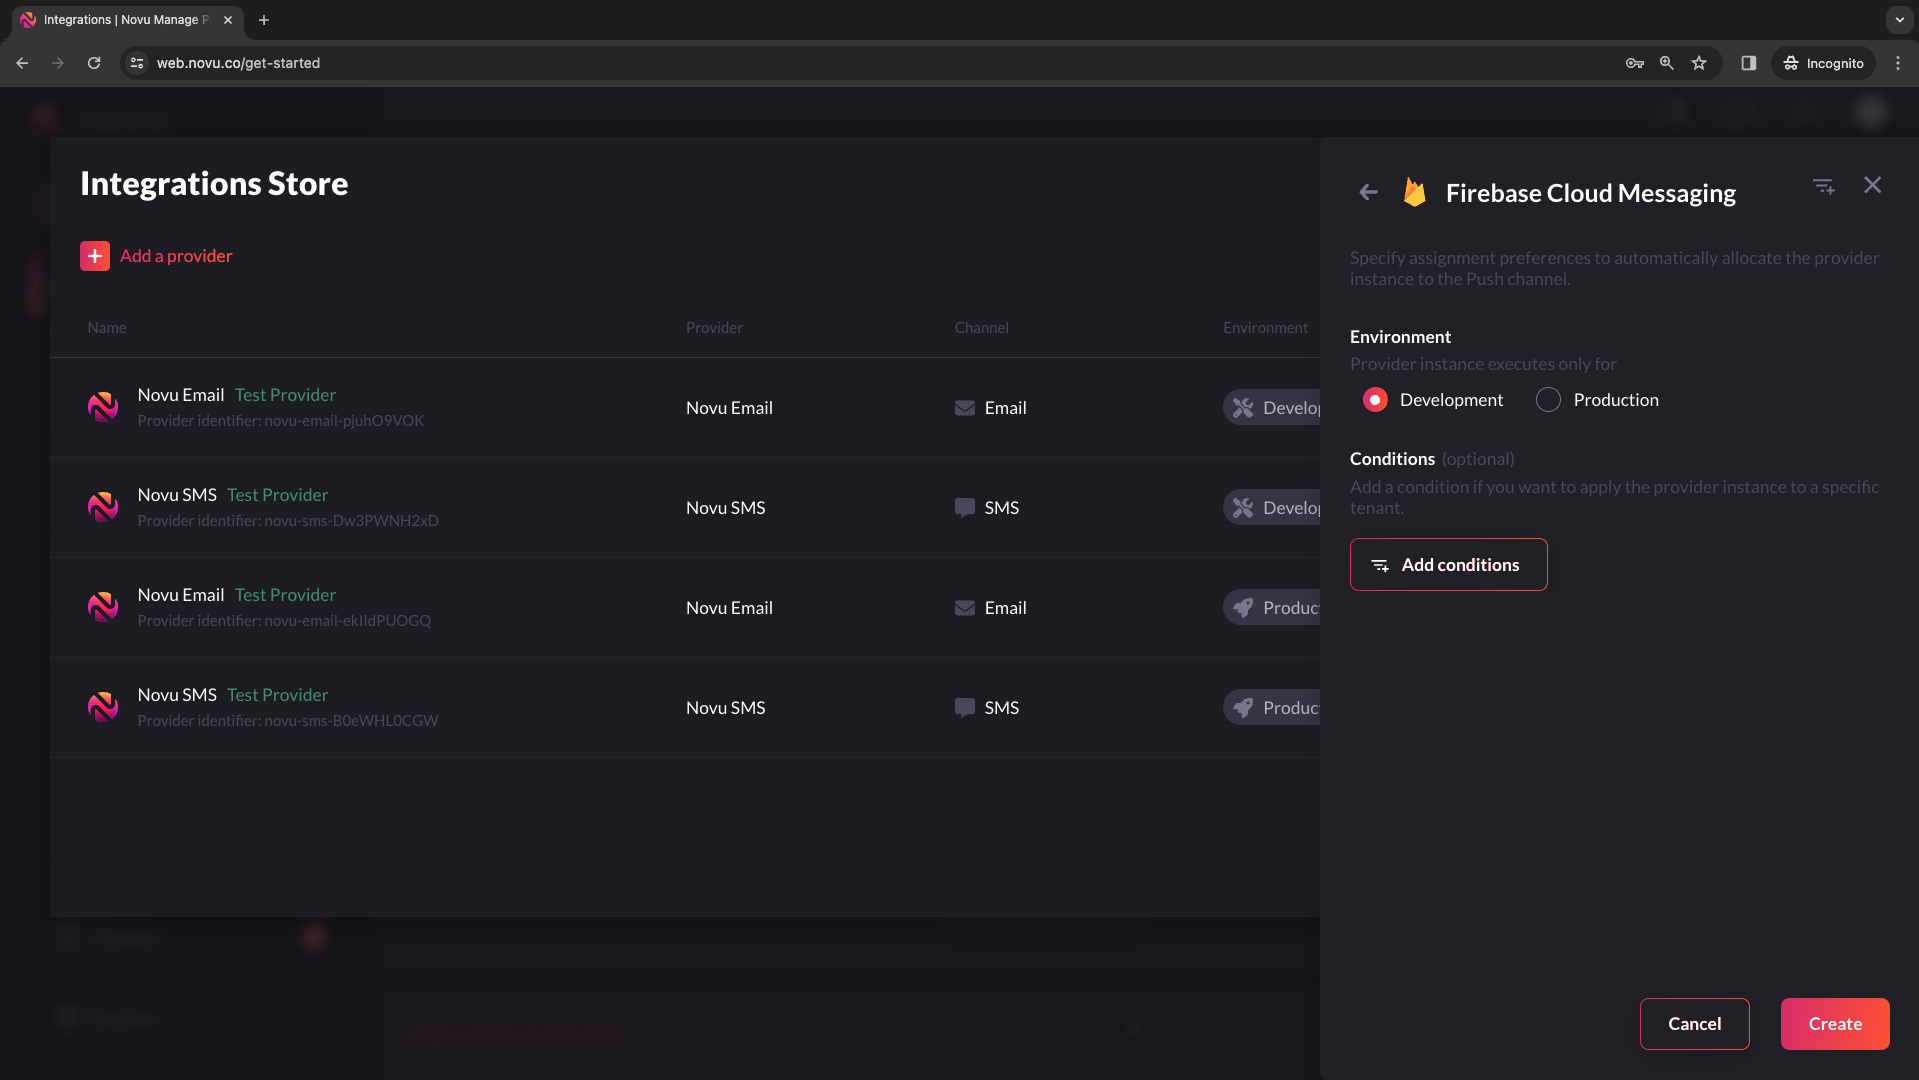 Integrations | Novu Manage P
web.novu.co/get-started
Incognito
Integrations Store
Add a provider
Name Provider Channel Environment
Novu Email Test Provider
Provider identifier: novu-email-pjuhO9VOK
Novu Email
Email
Develop
Novu SMS Test Provider
Provider identifier: novu-sms-Dw3PWNH2xD
Novu SMS
SMS
Develop
Novu Email Test Provider
Provider identifier: novu-email-ekIIdPUOGQ
Novu Email
Email
Product
Novu SMS Test Provider
Provider identifier: novu-sms-B0eWHL0CGW
Novu SMS
SMS
Product
Firebase Cloud Messaging
Specify assignment preferences to automatically allocate the provider
instance to the Push channel.
Environment
Provider instance executes only for
Development Production
Conditions (optional)
Add a condition if you want to apply the provider instance to a specific
tenant.
Add conditions
Cancel
Create